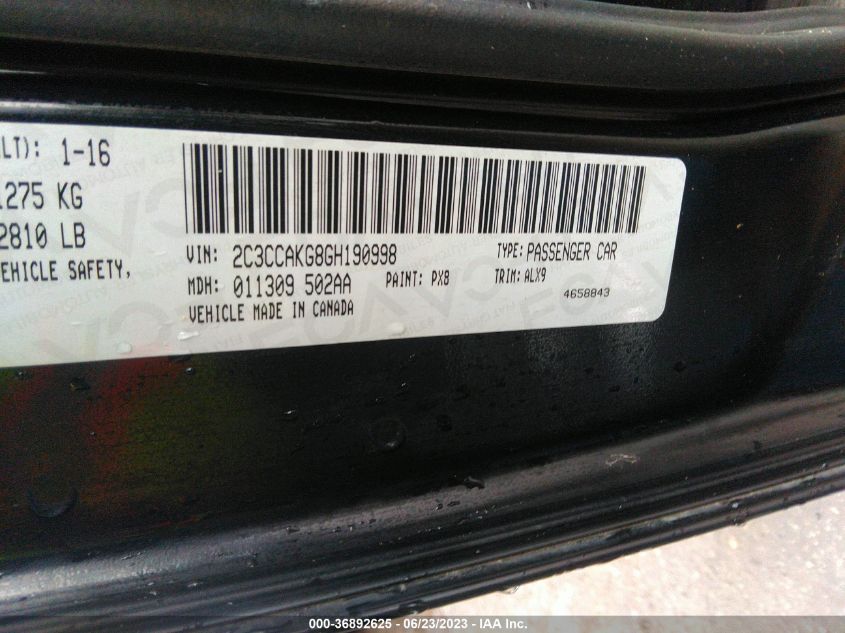 LT): 1-16
1275 KG
2810 LB
EHICLE SAFETY,
VIN: 2C3CCAKG8GH190998 TYPE: PASSENGER CAR
MDH: 011309 502AA PAINT: PX8 TRIM: ALX9
VEHICLE MADE IN CANADA 4658843
000-36892625 - 06/23/2023 - IAA Inc.